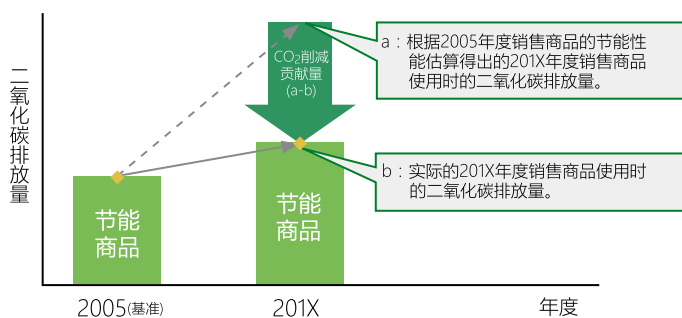 二氧化碳排放量
CO₂削减
贡献量
(a-b)
a：根据2005年度销售商品的节能性
能估算得出的201X年度销售商品
使用时的二氧化碳排放量。
b：实际的201X年度销售商品使用时
的二氧化碳排放量。
节能
商品
节能
商品
2005(基准)
201X
年度